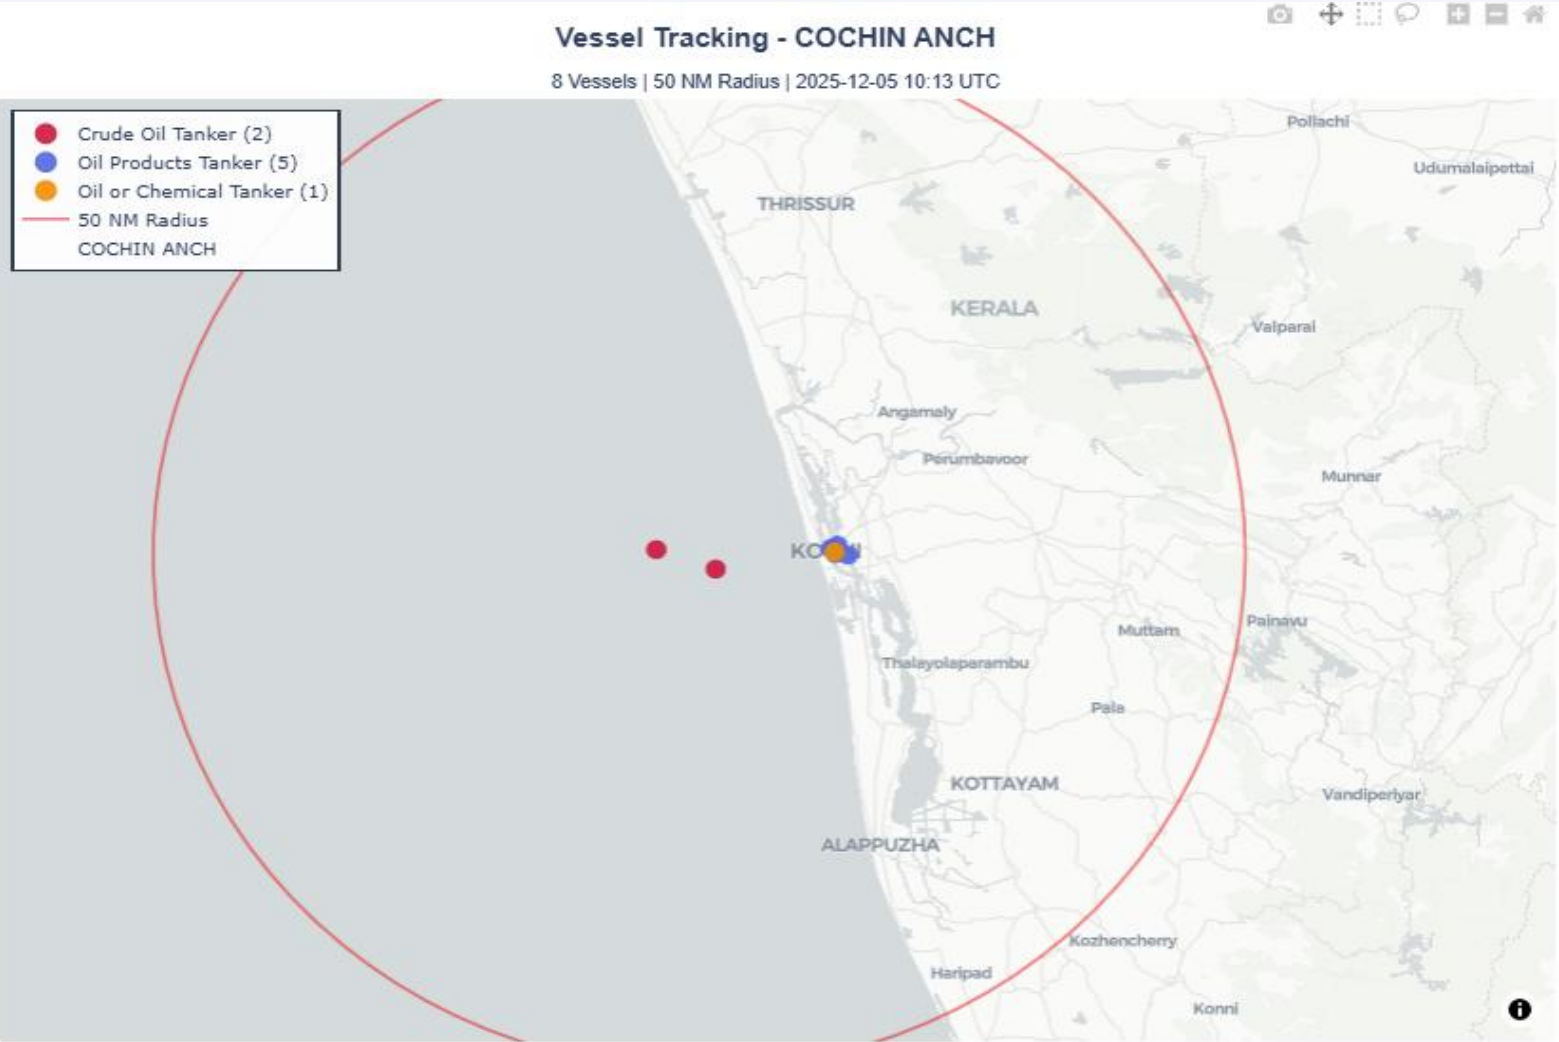 Vessel Tracking - COCHIN ANCH
8 Vessels | 50 NM Radius | 2025-12-05 10:13 UTC
Crude Oil Tanker (2)
Oil Products Tanker (5)
Oil or Chemical Tanker (1)
50 NM Radius
COCHIN ANCH
Pollachi
Udumalaipettai
THRISSUR
KERALA
Valparai
Angamaly
Perumbavoor
Munnar
Painavu
Muttam
Thalayolaparambu
Pala
KOTTAYAM
Vandiperiyar
ALAPPUZHA
Kozhencherry
Haripad
Konni